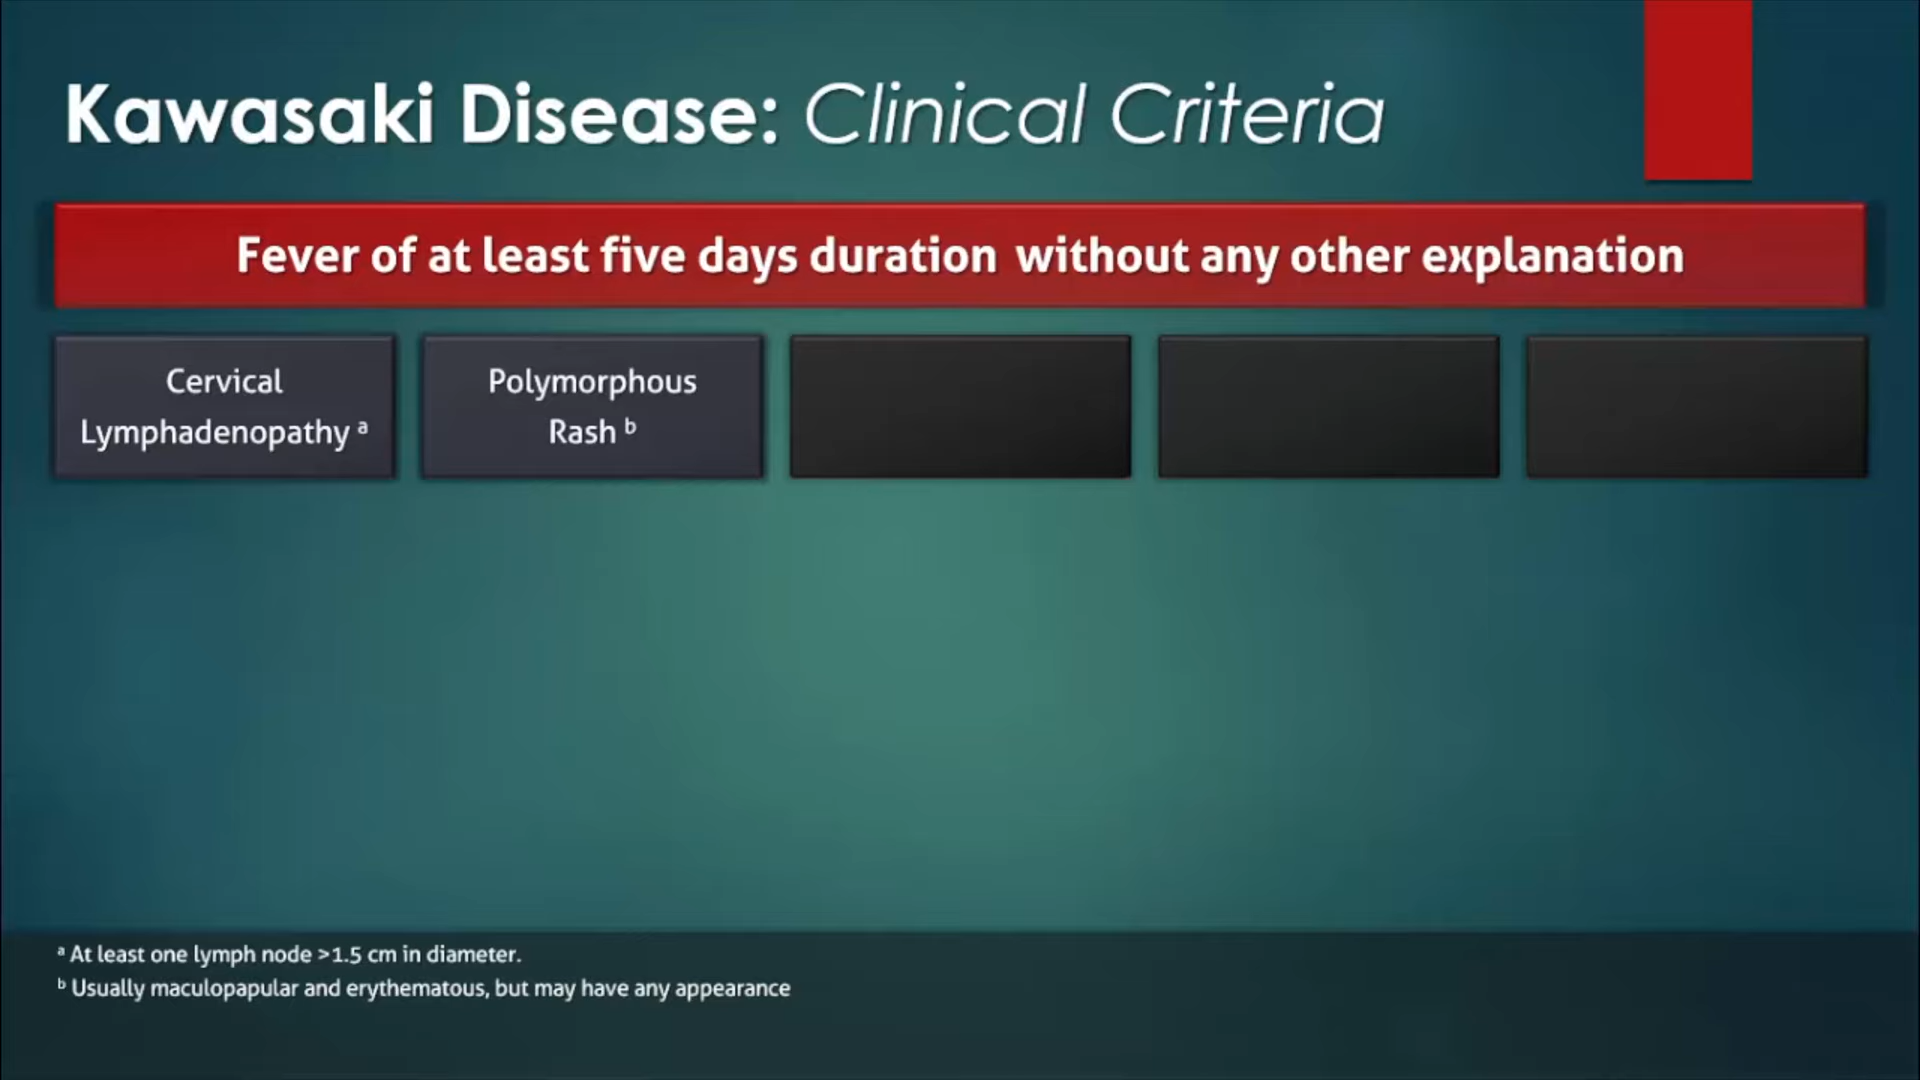 Kawasaki Disease: Clinical Criteria
Fever of at least five days duration without any other explanation
Cervical
Lymphadenopathy a
Polymorphous
Rash b
a At least one lymph node >1.5 cm in diameter.
b Usually maculopapular and erythematous, but may have any appearance